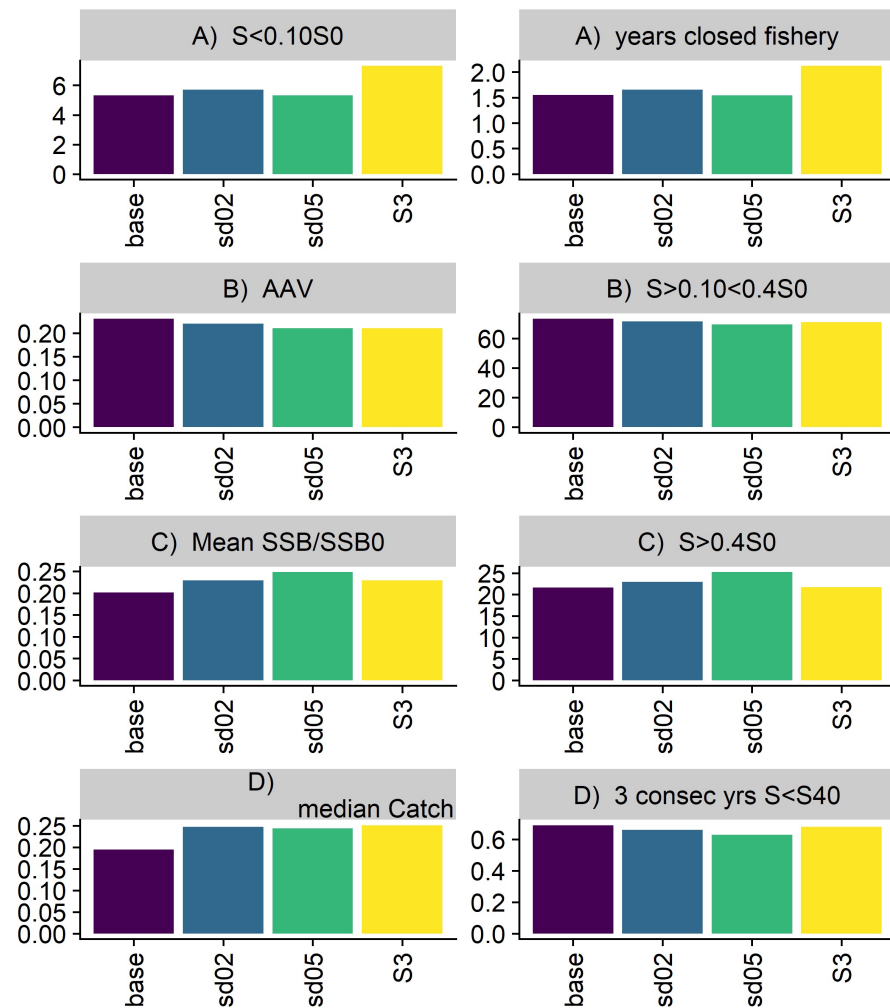 A)  S<0.10S0
6
4
2
0
base
sd02
sd05
S3
A)  years closed fishery
2.0
1.5
1.0
0.5
0.0
base
sd02
sd05
S3
B)  AAV
0.20
0.15
0.10
0.05
0.00
base
sd02
sd05
S3
B)  S>0.10<0.4S0
60
40
20
0
base
sd02
sd05
S3
C)  Mean SSB/SSB0
0.25
0.20
0.15
0.10
0.05
0.00
base
sd02
sd05
S3
C)  S>0.4S0
25
20
15
10
5
0
base
sd02
sd05
S3
D)
median Catch
0.25
0.20
0.15
0.10
0.05
0.00
base
sd02
sd05
S3
D)  3 consec yrs S<S40
0.6
0.4
0.2
0.0
base
sd02
sd05
S3